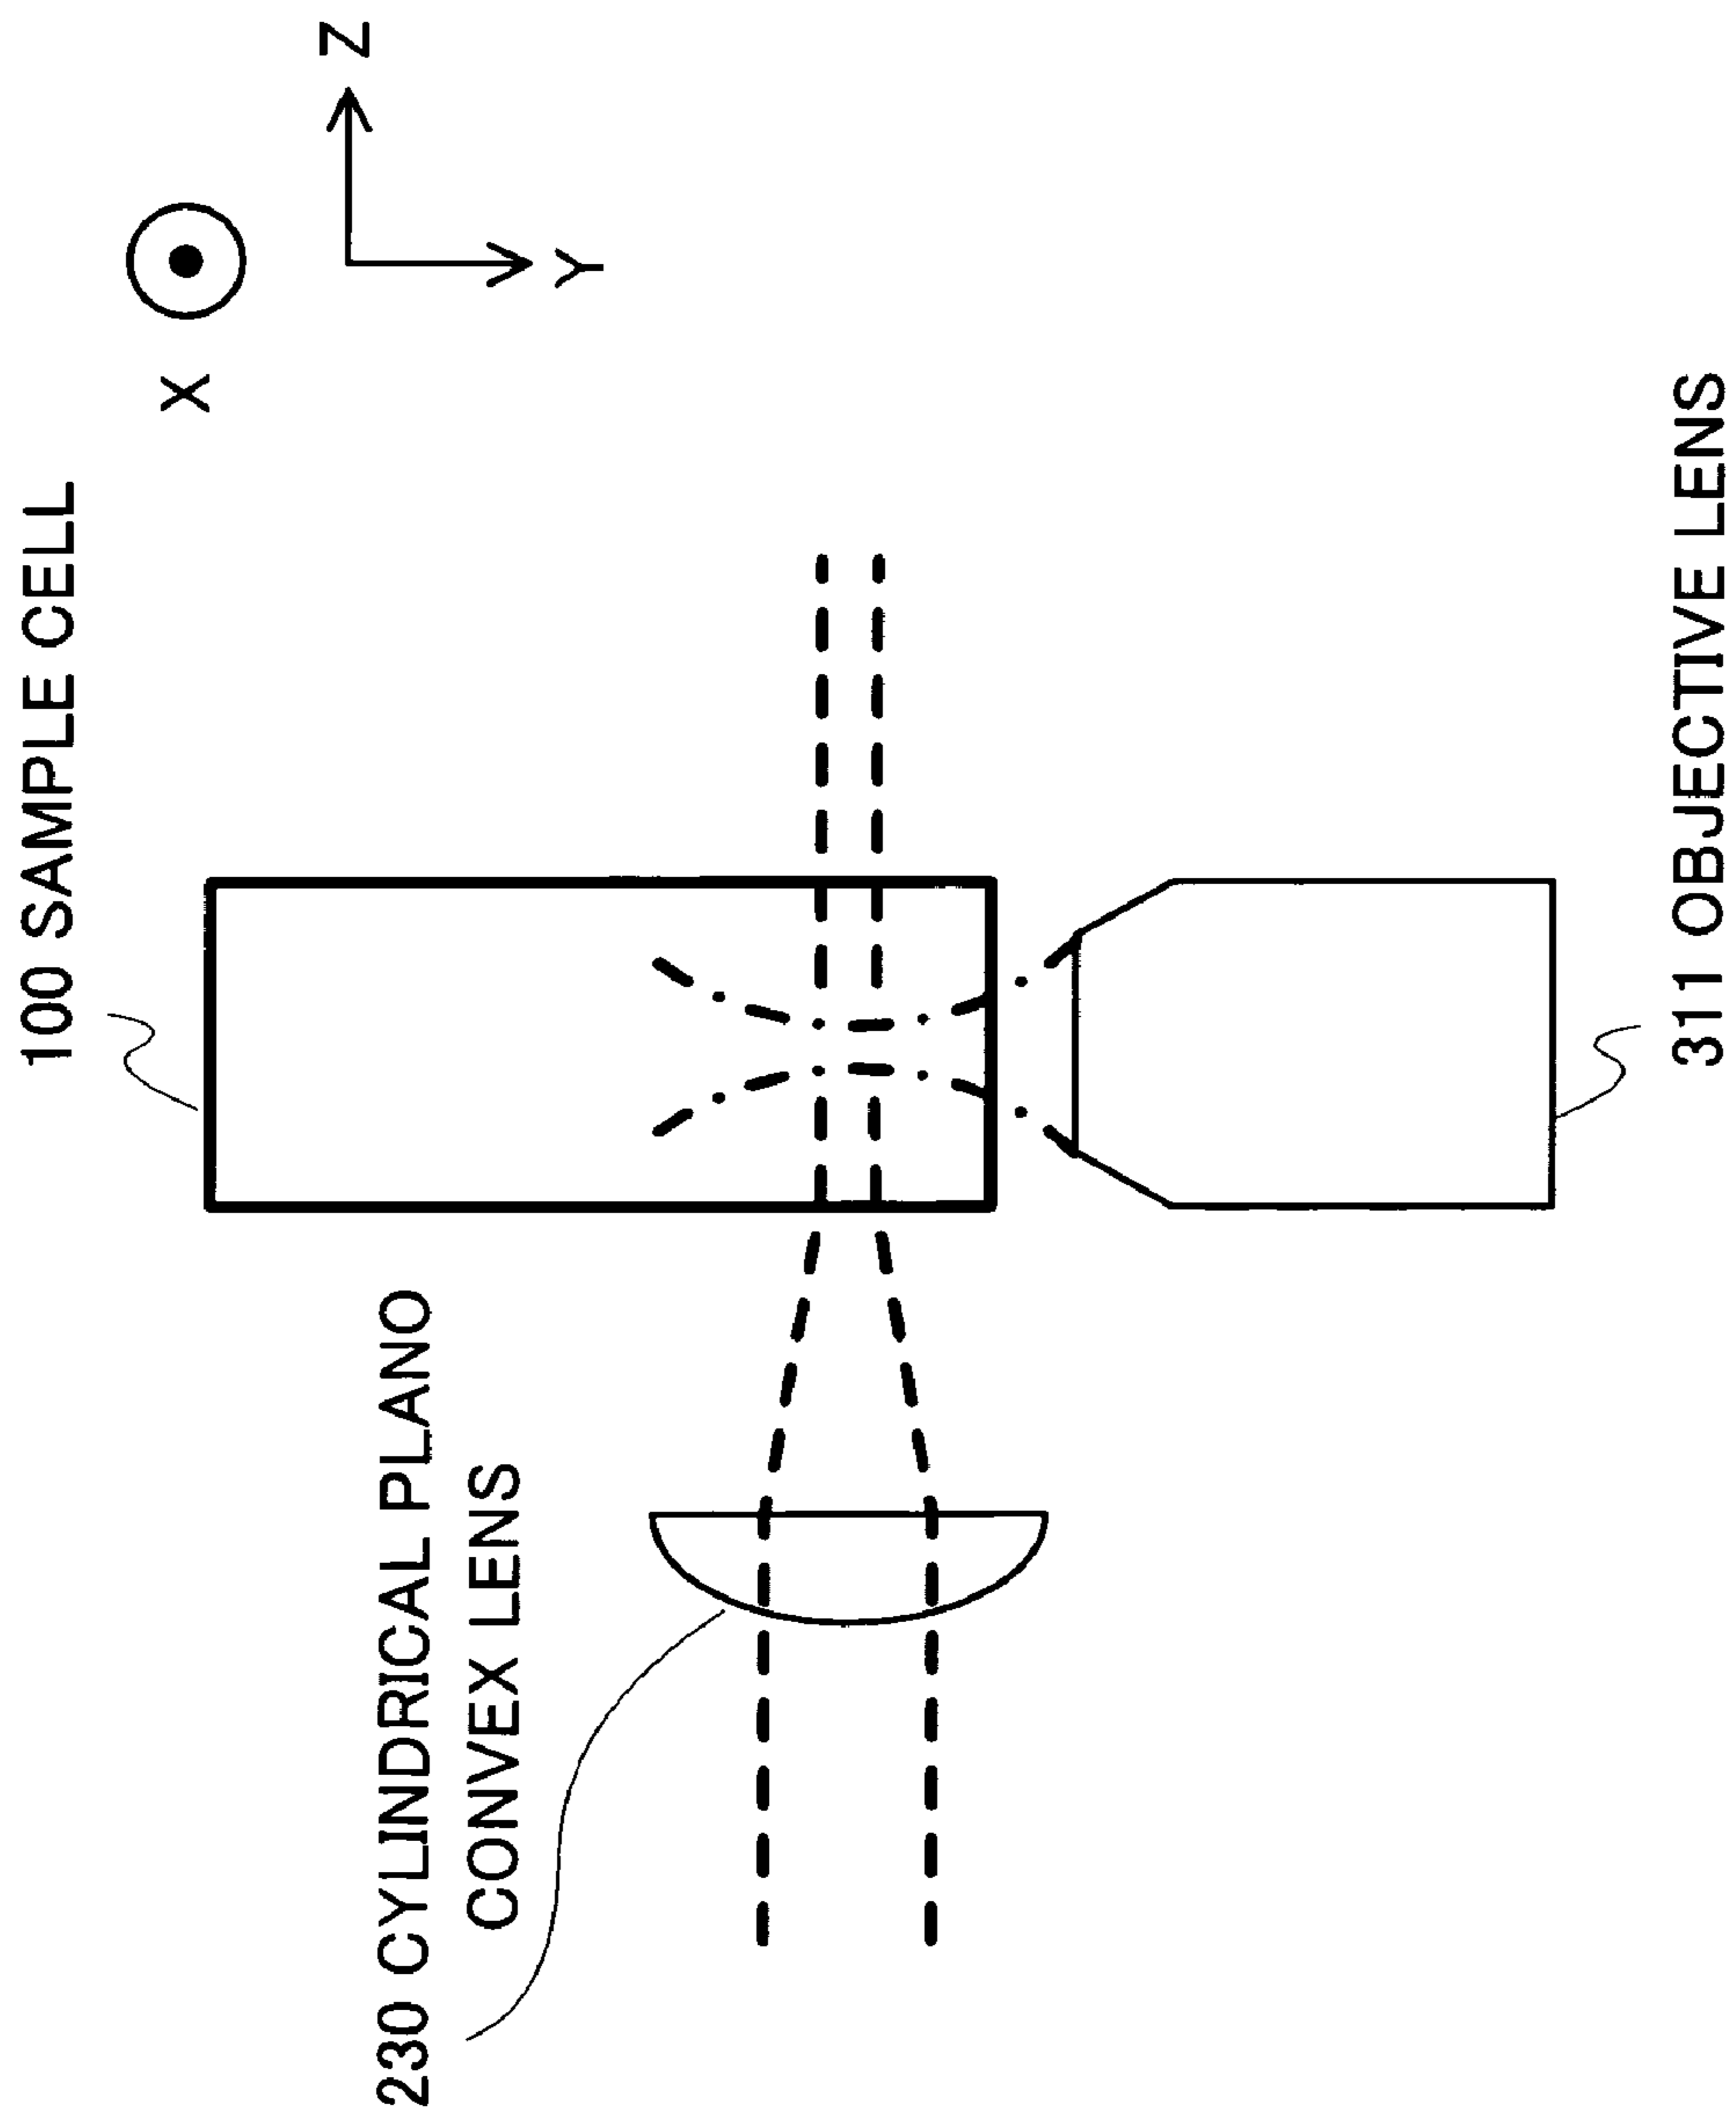 100 SAMPLE CELL
X
Z
Y
230 CYLINDRICAL PLANO
CONVEX LENS
311 OBJECTIVE LENS